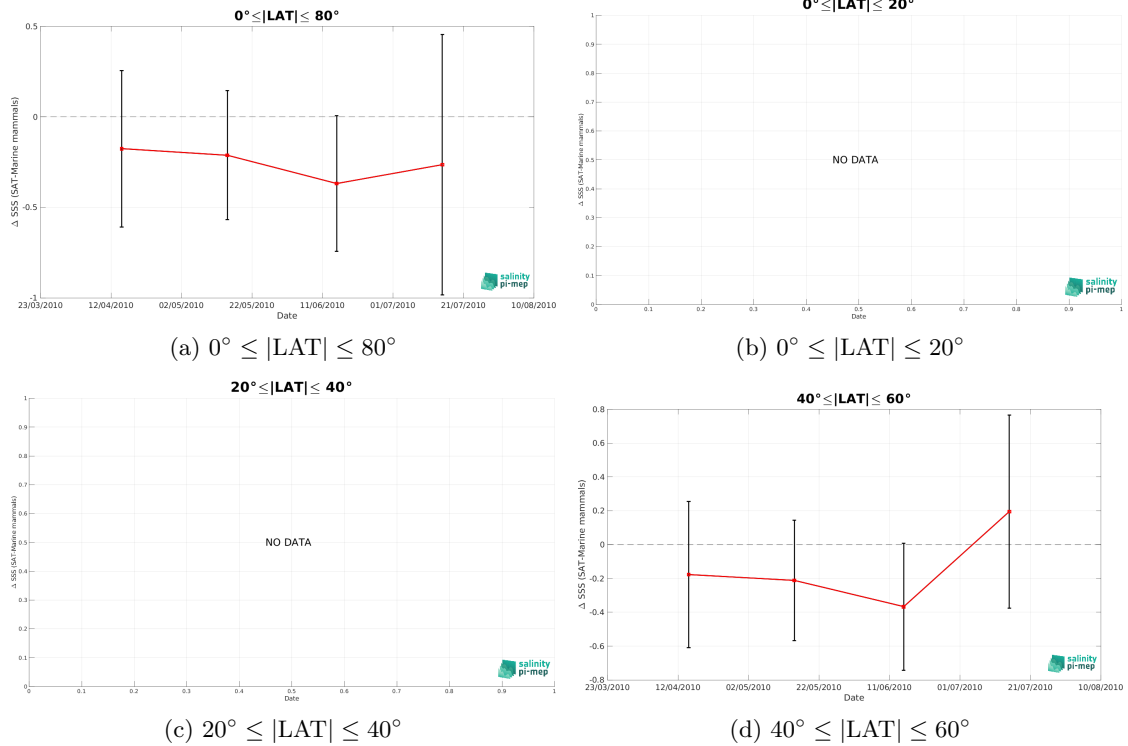 0°≤|LAT|≤ 80°
0.5
0
-0.5
-1
Δ SSS (SAT-Marine mammals)
23/03/2010 12/04/2010 02/05/2010 22/05/2010 11/06/2010 01/07/2010 21/07/2010 10/08/2010
Date
salinity
pi-mep
(a) 0° ≤ |LAT| ≤ 80°
0°≤|LAT|≤ 20°
1
0.9
0.8
0.7
0.6
0.5
0.4
0.3
0.2
0.1
0
Δ SSS (SAT-Marine mammals)
NO DATA
0 0.1 0.2 0.3 0.4 0.5 0.6 0.7 0.8 0.9 1
Date
salinity
pi-mep
(b) 0° ≤ |LAT| ≤ 20°
20°≤|LAT|≤ 40°
1
0.9
0.8
0.7
0.6
0.5
0.4
0.3
0.2
0.1
0
Δ SSS (SAT-Marine mammals)
NO DATA
0 0.1 0.2 0.3 0.4 0.5 0.6 0.7 0.8 0.9 1
Date
salinity
pi-mep
(c) 20° ≤ |LAT| ≤ 40°
40°≤|LAT|≤ 60°
0.8
0.6
0.4
0.2
0
-0.2
-0.4
-0.6
-0.8
Δ SSS (SAT-Marine mammals)
23/03/2010 12/04/2010 02/05/2010 22/05/2010 11/06/2010 01/07/2010 21/07/2010 10/08/2010
Date
salinity
pi-mep
(d) 40° ≤ |LAT| ≤ 60°